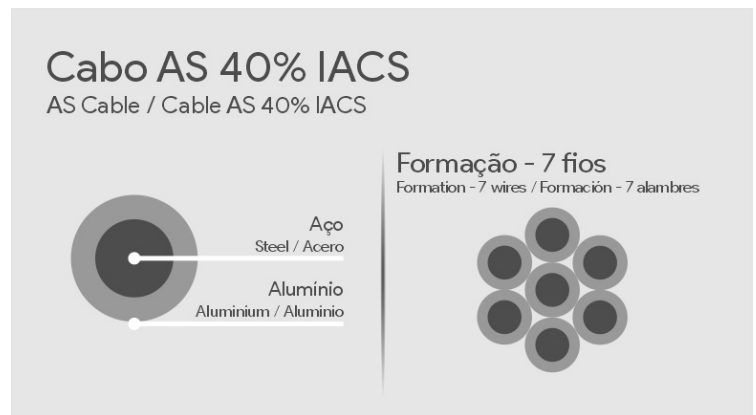 Cabo AS 40% IACS
AS Cable / Cable AS 40% IACS
Aço
Steel / Acero
Alumínio
Aluminium / Aluminio
Formação - 7 fios
Formation - 7 wires / Formación - 7 alambres